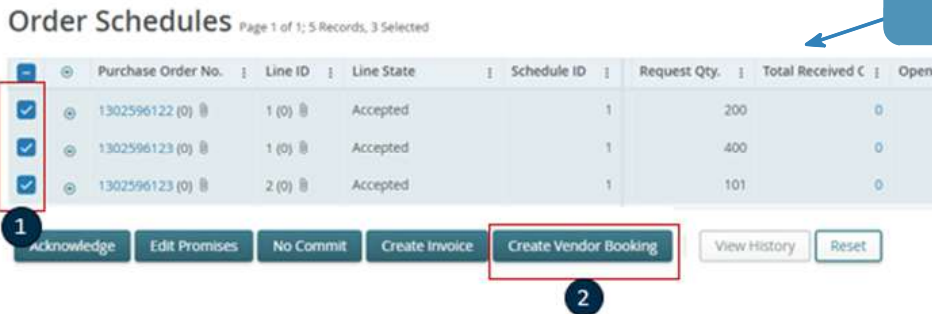 Order Schedules Page 1 of 1; 5 Records, 3 Selected
Purchase Order No. Line ID Line State Schedule ID Request Qty. Total Received Open
1302596122 (0) 1 (0) Accepted 1 200 0
1302596123 (0) 1 (0) Accepted 1 400 0
1302596123 (0) 2 (0) Accepted 1 101 0
1
Acknowledge Edit Promises No Commit Create Invoice Create Vendor Booking View History Reset
2